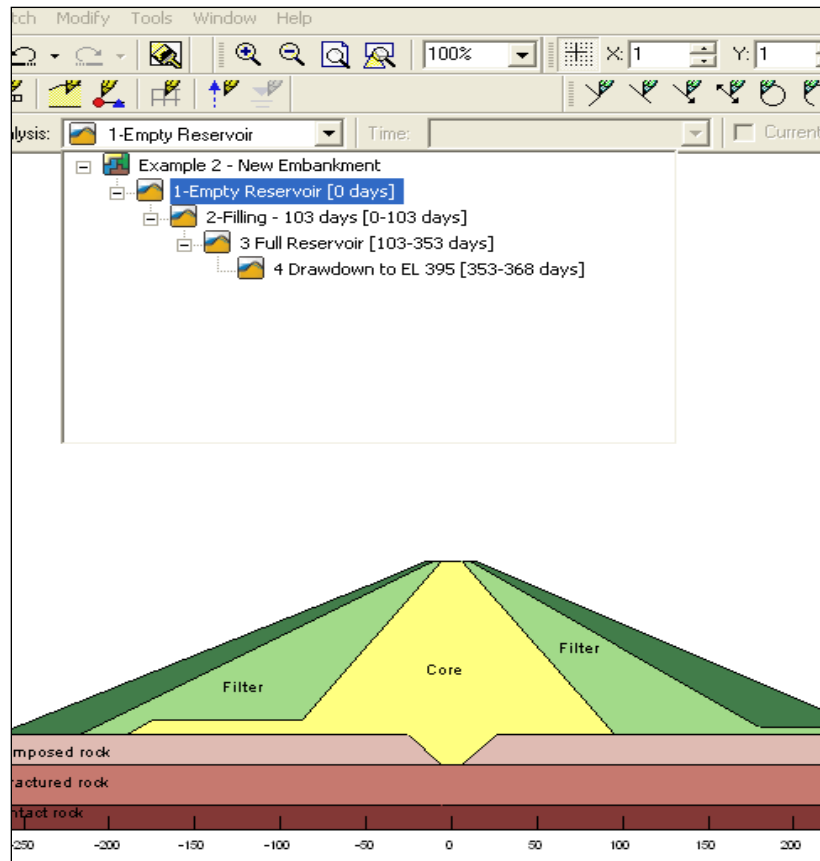 tch Modify Tools Window Help
100% X: 1 Y: 1
lysis: 1-Empty Reservoir Time: Current
Example 2 - New Embankment
1-Empty Reservoir [0 days]
2-Filling - 103 days [0-103 days]
3 Full Reservoir [103-353 days]
4 Drawdown to EL 395 [353-368 days]
Filter
Core
Filter
mposed rock
actured rock
ntact rock
-250 -200 -150 -100 -50 0 50 100 150 200